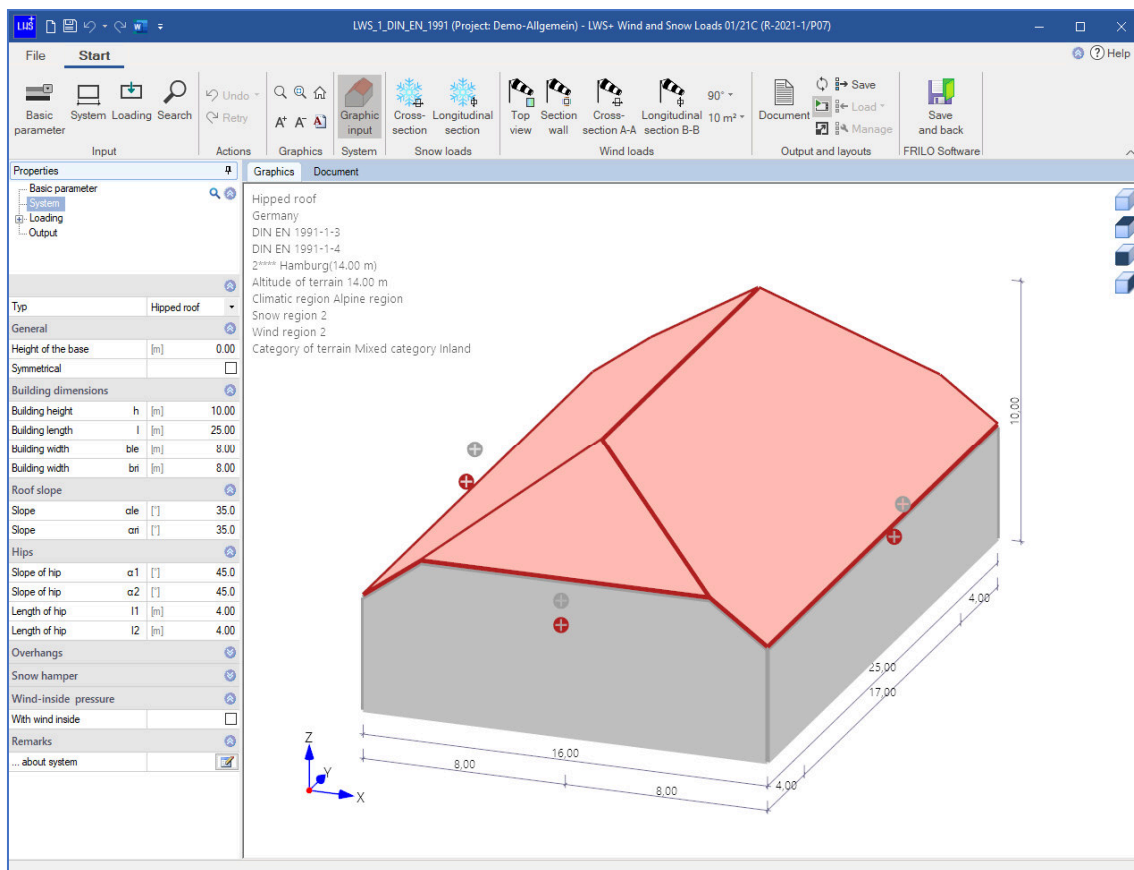 LWS+ LWS_1_DIN_EN_1991 (Project: Demo-Allgemein) - LWS+ Wind and Snow Loads 01/21C (R-2021-1/P07)
File Start Help
Basic parameter
System
Loading
Search
Input
Undo
Retry
Actions
Graphics
Graphic input
System
Cross-section
Longitudinal section
Snow loads
Top view
Section wall
Cross-section A-A
Longitudinal section B-B
90°
10 m²
Wind loads
Document
Save
Load
Manage
Output and layouts
Save and back
FRILO Software
Properties
Basic parameter
System
Loading
Output
Typ Hipped roof
General
Height of the base [m] 0.00
Symmetrical
Building dimensions
Building height h [m] 10.00
Building length l [m] 25.00
Building width ble [m] 8.00
Building width bri [m] 8.00
Roof slope
Slope αle [°] 35.0
Slope αri [°] 35.0
Hips
Slope of hip α1 [°] 45.0
Slope of hip α2 [°] 45.0
Length of hip l1 [m] 4.00
Length of hip l2 [m] 4.00
Overhangs
Snow hamper
Wind-inside pressure
With wind inside
Remarks
... about system
Graphics Document
Hipped roof
Germany
DIN EN 1991-1-3
DIN EN 1991-1-4
2**** Hamburg(14.00 m)
Altitude of terrain 14.00 m
Climatic region Alpine region
Snow region 2
Wind region 2
Category of terrain Mixed category Inland
10,00
4,00
25,00
17,00
4,00
16,00
8,00
8,00
Z
Y
X